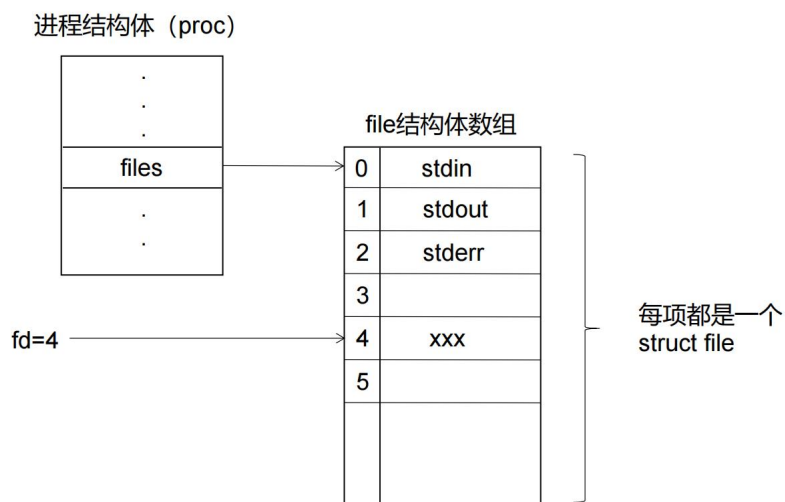 进程结构体（proc）
.
.
.
files
.
.
file结构体数组
0 stdin
1 stdout
2 stderr
3
fd=4
4 xxx
5
每项都是一个
struct file